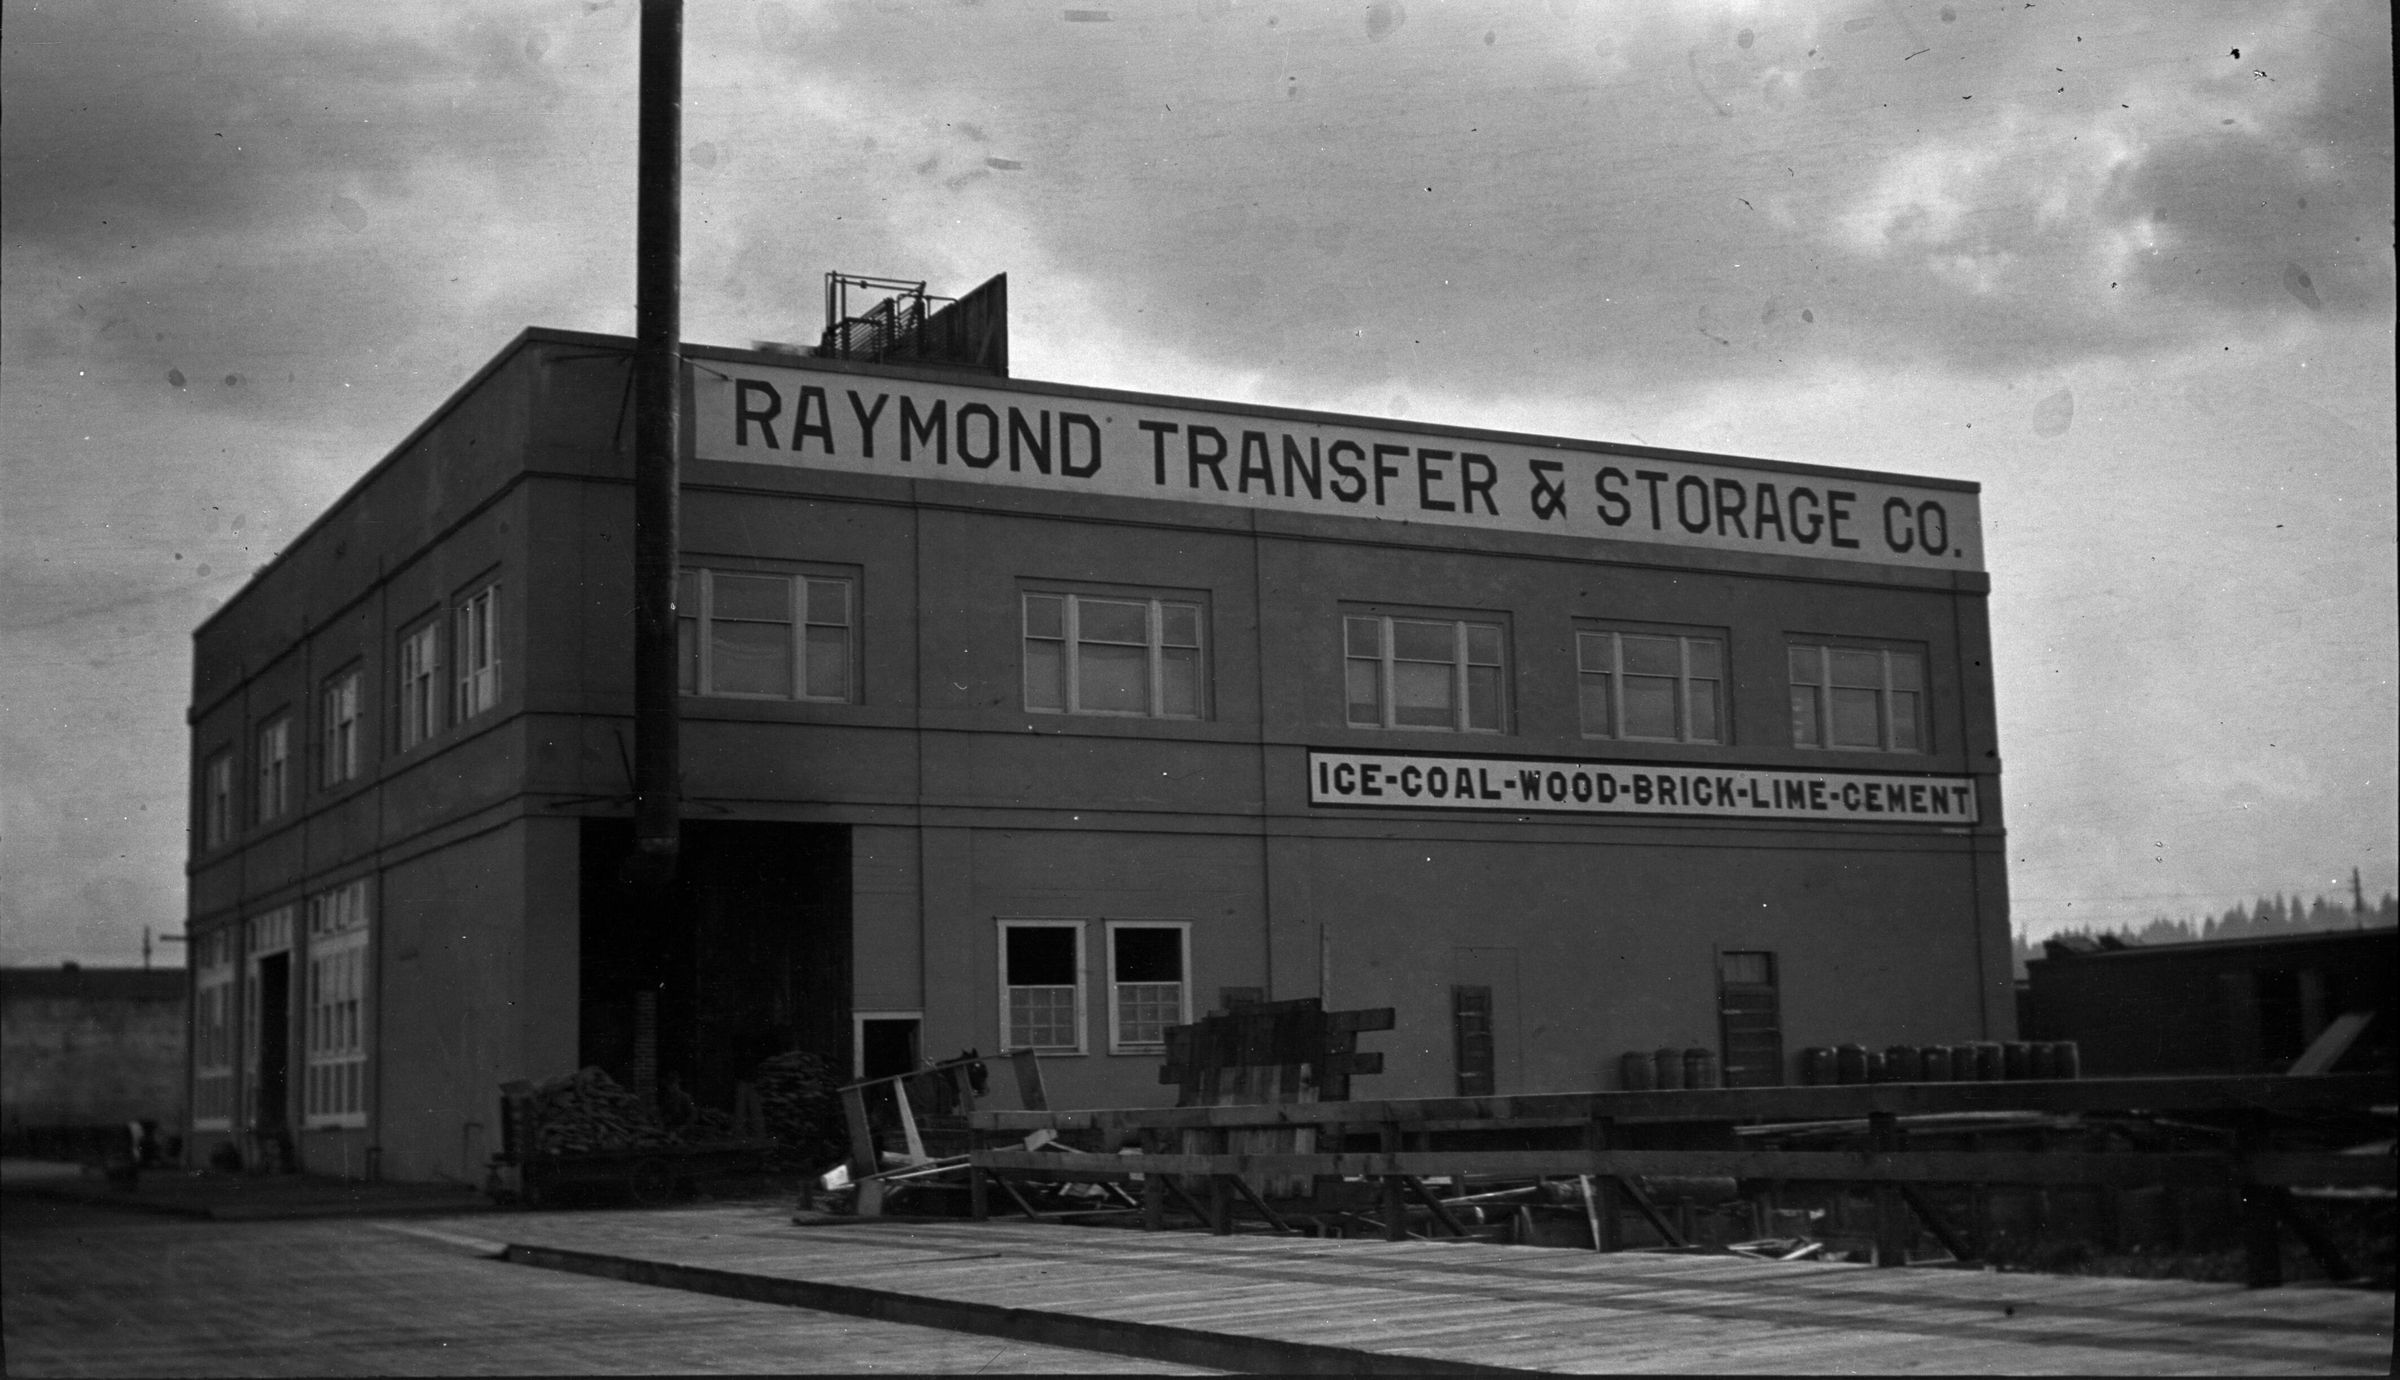 RAYMOND TRANSFER & STORAGE CO.
ICE-COAL-WOOD-BRICK-LIME-CEMENT